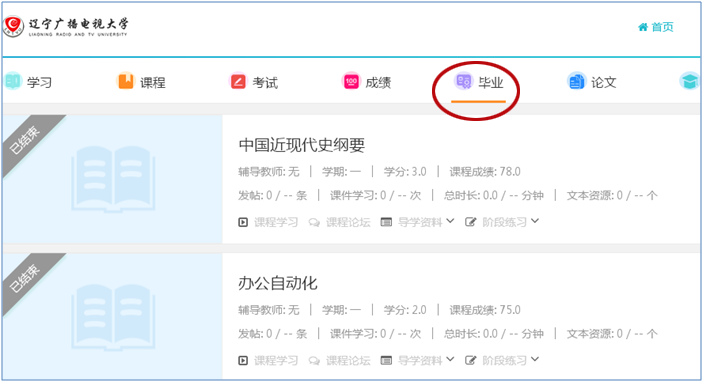 辽宁广播电视大学
LIAONING RADIO AND TV UNIVERSITY
首页
学习 课程 考试 100 成绩 毕业 论文
已结束
中国近现代史纲要
辅导教师: 无 | 学期: 一 | 学分: 3.0 | 课程成绩: 78.0
发帖: 0 / -- 条 | 课件学习: 0 / -- 次 | 总时长: 0.0 / -- 分钟 | 文本资源: 0 / -- 个
课程学习 课程论坛 导学资料 阶段练习
已结束
办公自动化
辅导教师: 无 | 学期: 一 | 学分: 2.0 | 课程成绩: 75.0
发帖: 0 / -- 条 | 课件学习: 0 / -- 次 | 总时长: 0.0 / -- 分钟 | 文本资源: 0 / -- 个
课程学习 课程论坛 导学资料 阶段练习